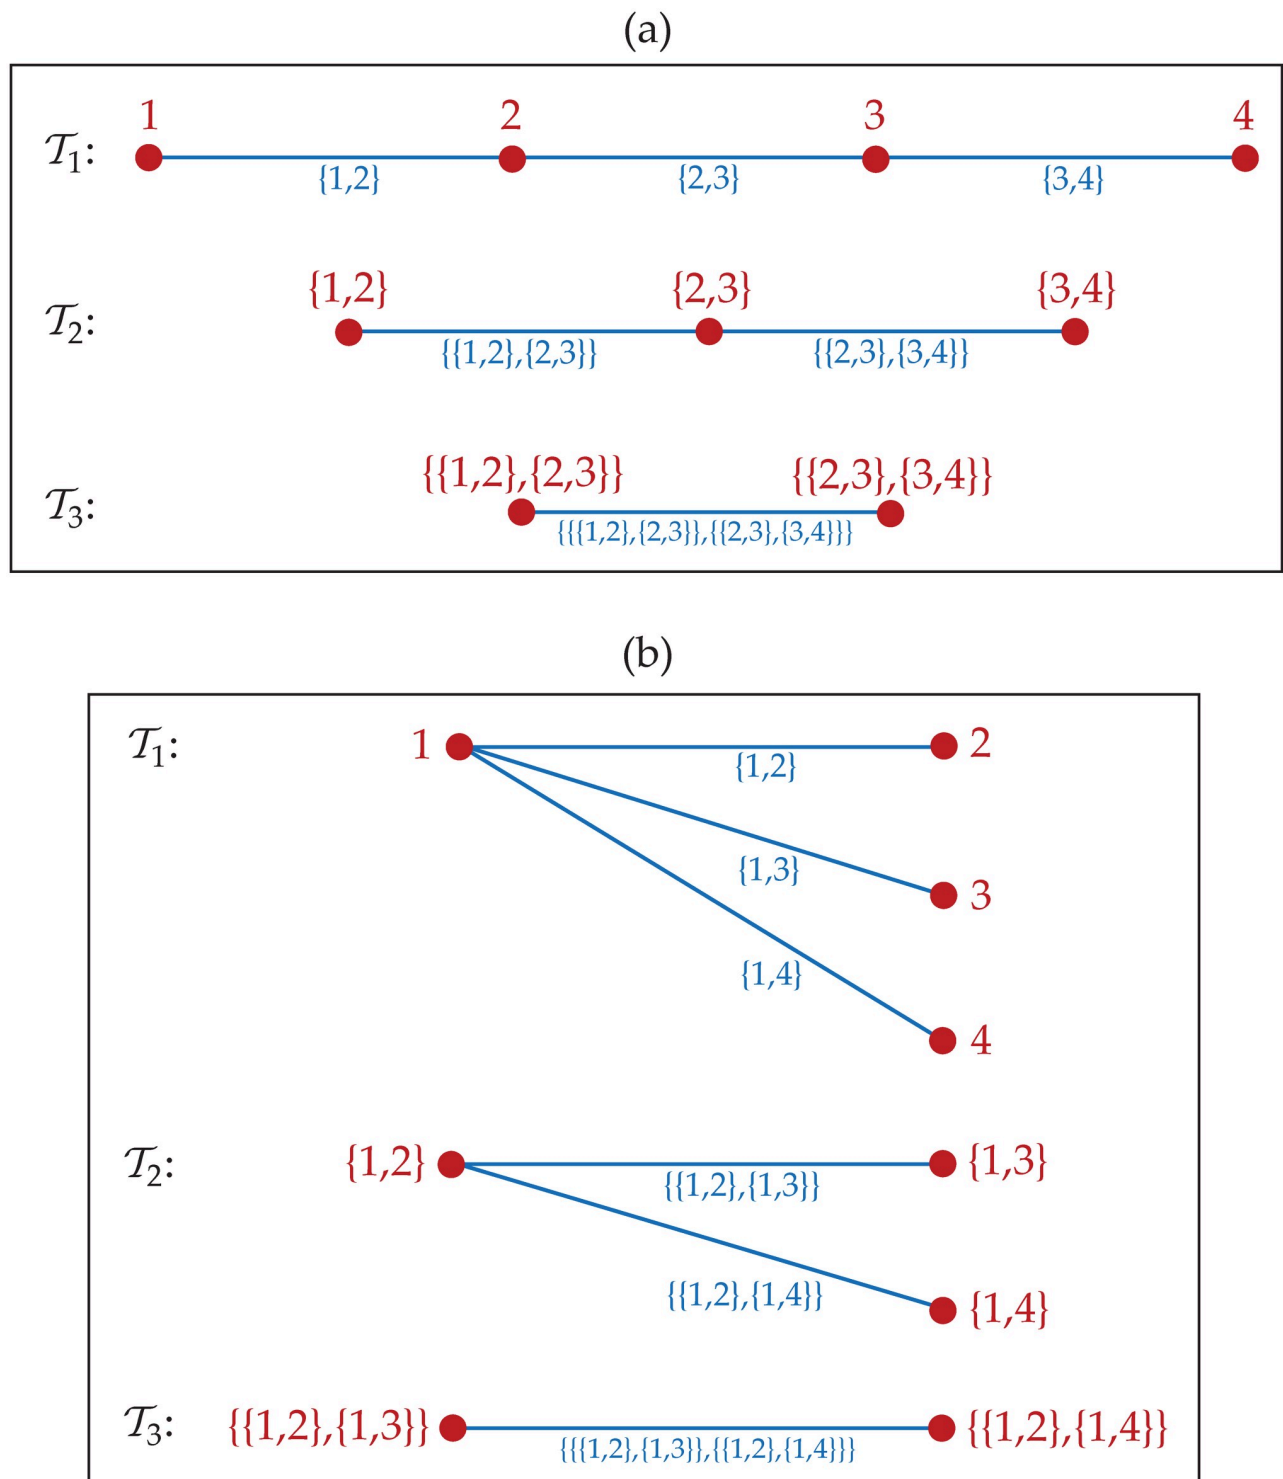 (a)
1 2 3 4
𝒯₁:
{1,2} {2,3} {3,4}
{1,2} {2,3} {3,4}
𝒯₂:
{{1,2},{2,3}} {{2,3},{3,4}}
{{1,2},{2,3}} {{2,3},{3,4}}
𝒯₃:
{{{1,2},{2,3}},{{2,3},{3,4}}}
(b)
𝒯₁: 1 2
{1,2}
{1,3}
3
{1,4}
4
𝒯₂: {1,2} {1,3}
{{1,2},{1,3}}
{{1,2},{1,4}}
{1,4}
𝒯₃: {{1,2},{1,3}} {{1,2},{1,4}}
{{{1,2},{1,3}},{{1,2},{1,4}}}